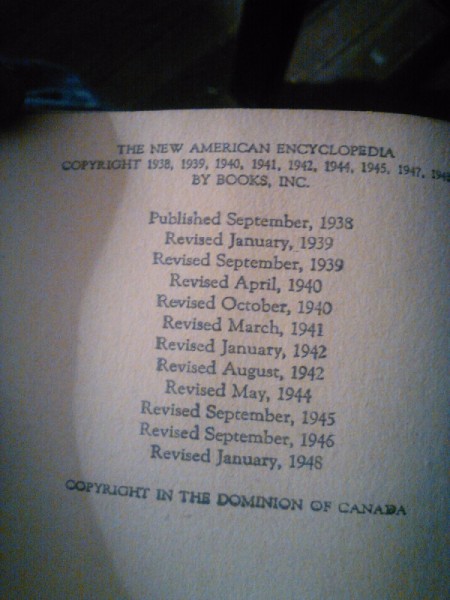 THE NEW AMERICAN ENCYCLOPEDIA
COPYRIGHT 1938, 1939, 1940, 1941, 1942, 1944, 1945, 1947,
BY BOOKS, INC.
Published September, 1938
Revised January, 1939
Revised September, 1939
Revised April, 1940
Revised October, 1940
Revised March, 1941
Revised January, 1942
Revised August, 1942
Revised May, 1944
Revised September, 1945
Revised September, 1946
Revised January, 1948
COPYRIGHT IN THE DOMINION OF CANADA